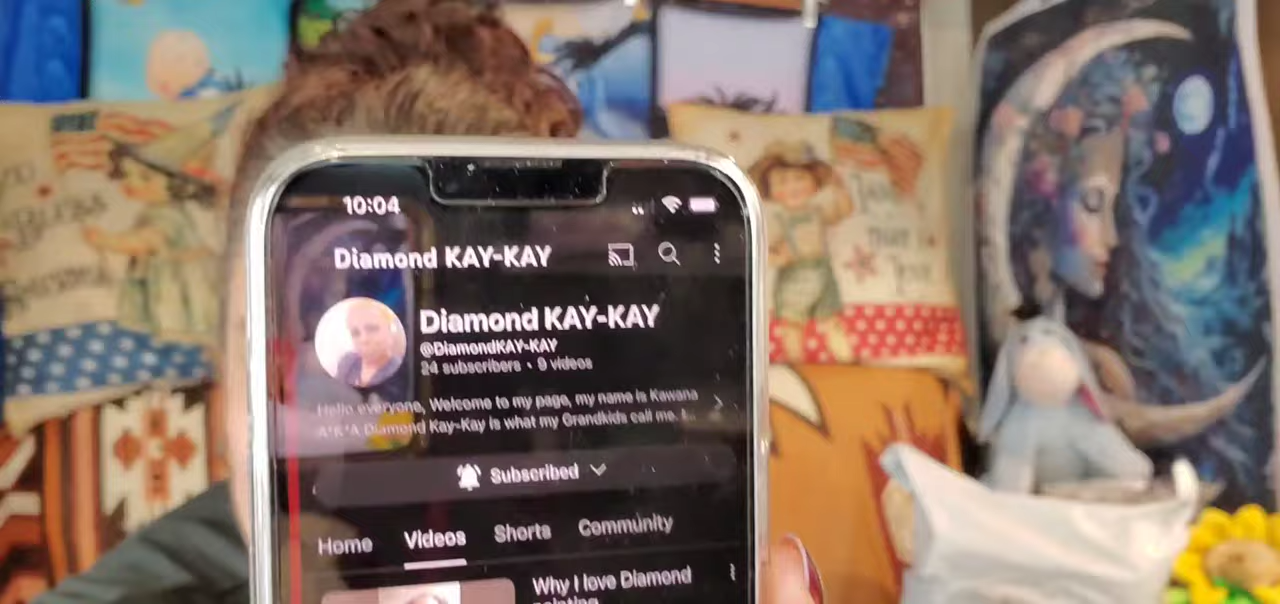 10:04
Diamond KAY-KAY
Diamond KAY-KAY
@DiamondKAY-KAY
24 subscribers • 9 videos
Hello everyone, Welcome to my page, my name is Kawana
A*K*A Diamond Kay-Kay is what my Grandkids call me. I...
Subscribed
Home Videos Shorts Community
Why I love Diamond
painting